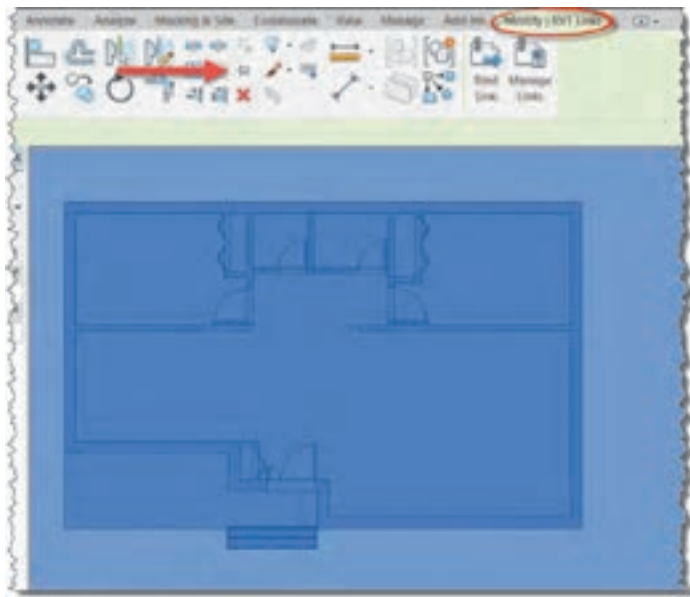 Annotate Analyze Massing & Site Collaborate View Manage Add-Ins Modify | RVT Links
Bind Manage
Link Links